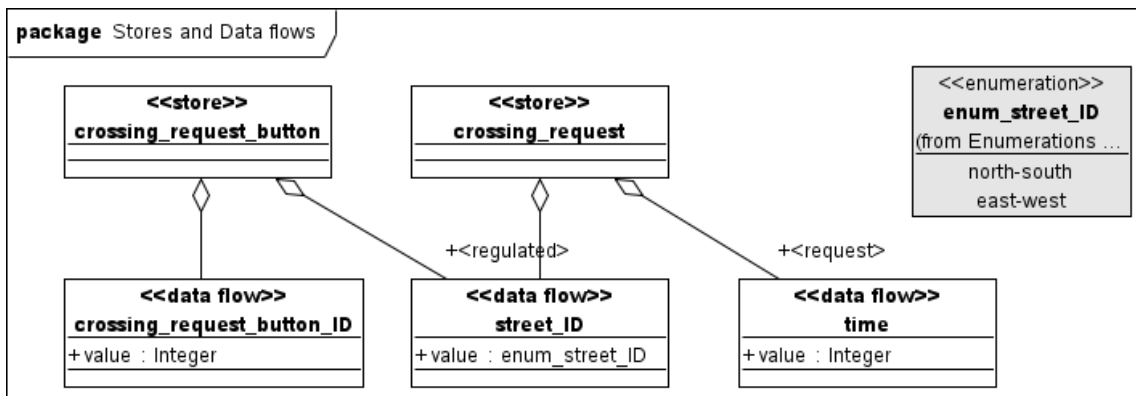 package Stores and Data flows
<<store>>
crossing_request_button
<<store>>
crossing_request
<<enumeration>>
enum_street_ID
(from Enumerations ...
north-south
east-west
+<regulated>
+<request>
<<data flow>>
crossing_request_button_ID
+ value : Integer
<<data flow>>
street_ID
+ value : enum_street_ID
<<data flow>>
time
+ value : Integer